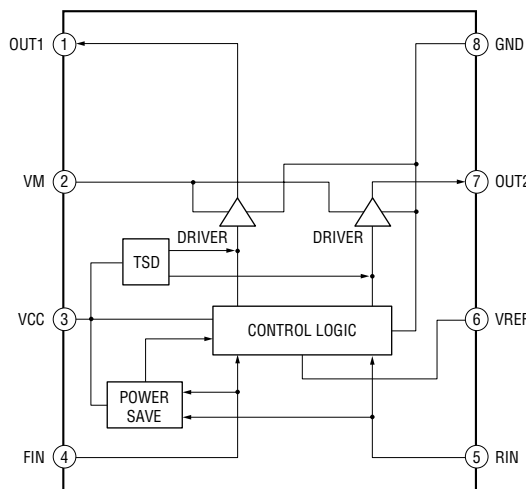 OUT1 1
8 GND
VM 2
7 OUT2
DRIVER
DRIVER
TSD
VCC 3
CONTROL LOGIC
6 VREF
POWER
SAVE
FIN 4
5 RIN